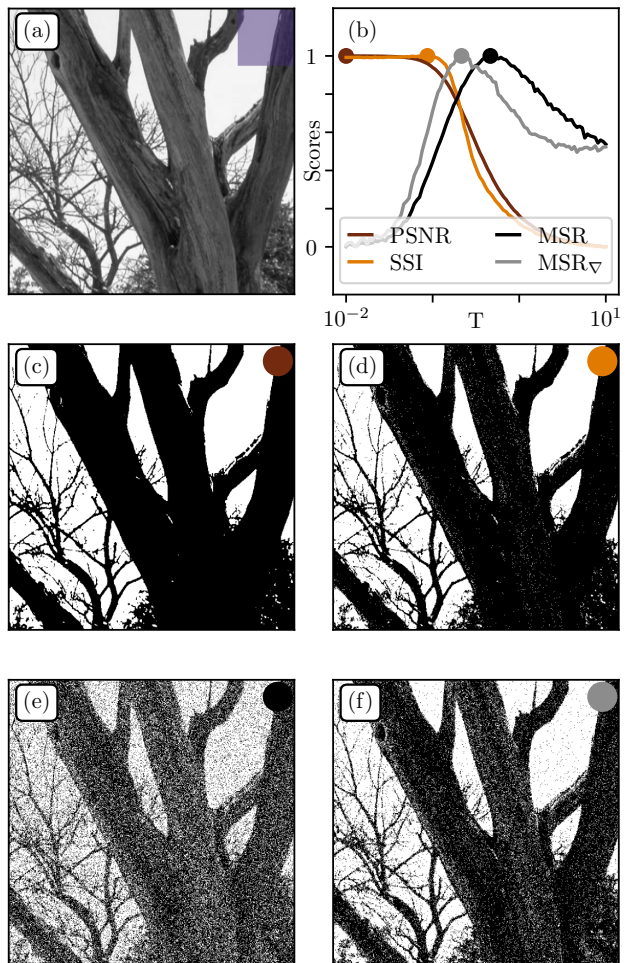 (a)
(b)
1
Scores
0
PSNR
SSI
MSR
MSR∇
10⁻²
T
10¹
(c)
(d)
(e)
(f)